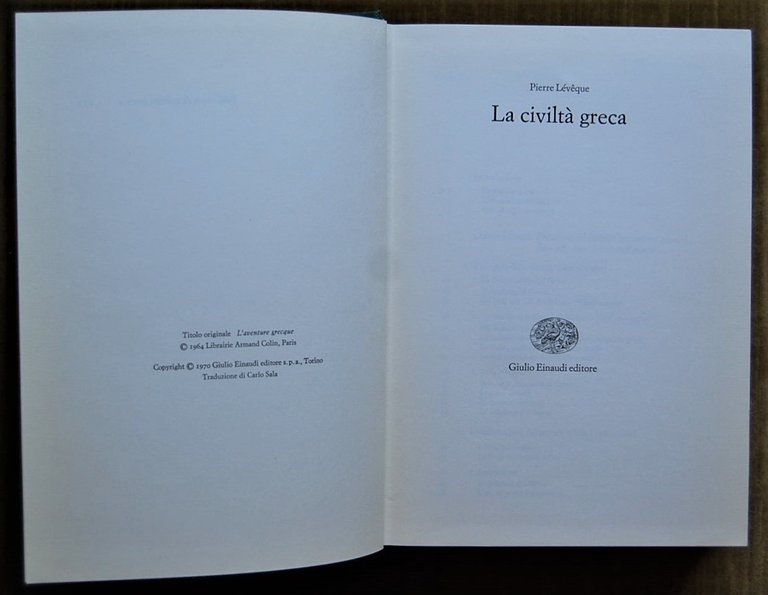 Titolo originale L'aventure grecque
© 1964 Librairie Armand Colin, Paris
Copyright © 1970 Giulio Einaudi editore s.p.a., Torino
Traduzione di Carlo Sala
Pierre Lévêque
La civiltà greca
Giulio Einaudi editore